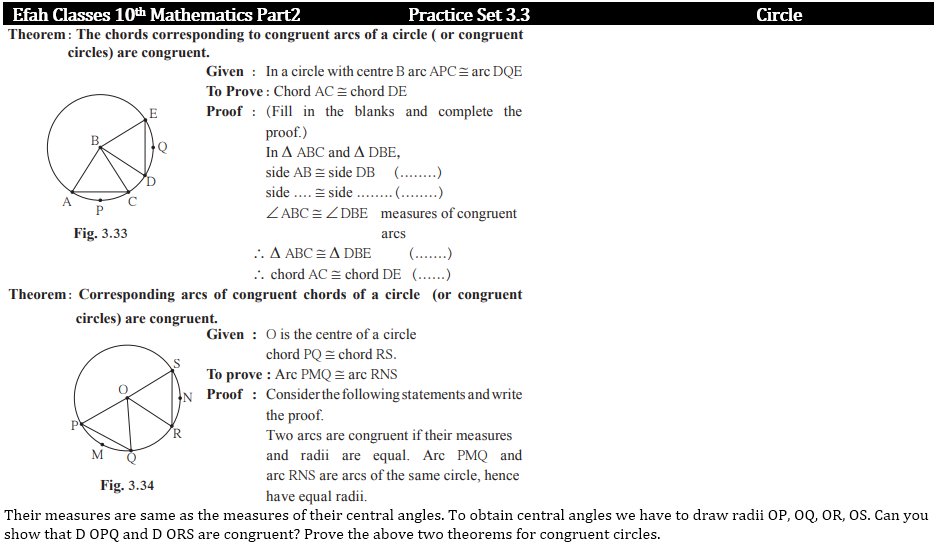 Efah Classes 10th Mathematics Part2 Practice Set 3.3 Circle
Theorem : The chords corresponding to congruent arcs of a circle ( or congruent
circles) are congruent.
Given : In a circle with centre B arc APC ≅ arc DQE
To Prove : Chord AC ≅ chord DE
Proof : (Fill in the blanks and complete the
proof.)
In Δ ABC and Δ DBE,
side AB ≅ side DB (........)
side .... ≅ side ........ (........)
∠ ABC ≅ ∠ DBE measures of congruent
arcs
∴ Δ ABC ≅ Δ DBE (.......)
∴ chord AC ≅ chord DE (......)
E
B
Q
D
A
P
C
Fig. 3.33
Theorem : Corresponding arcs of congruent chords of a circle (or congruent
circles) are congruent.
Given : O is the centre of a circle
chord PQ ≅ chord RS.
To prove : Arc PMQ ≅ arc RNS
Proof : Consider the following statements and write
the proof.
Two arcs are congruent if their measures
and radii are equal. Arc PMQ and
arc RNS are arcs of the same circle, hence
have equal radii.
S
O
N
P
R
M
Q
Fig. 3.34
Their measures are same as the measures of their central angles. To obtain central angles we have to draw radii OP, OQ, OR, OS. Can you
show that D OPQ and D ORS are congruent? Prove the above two theorems for congruent circles.